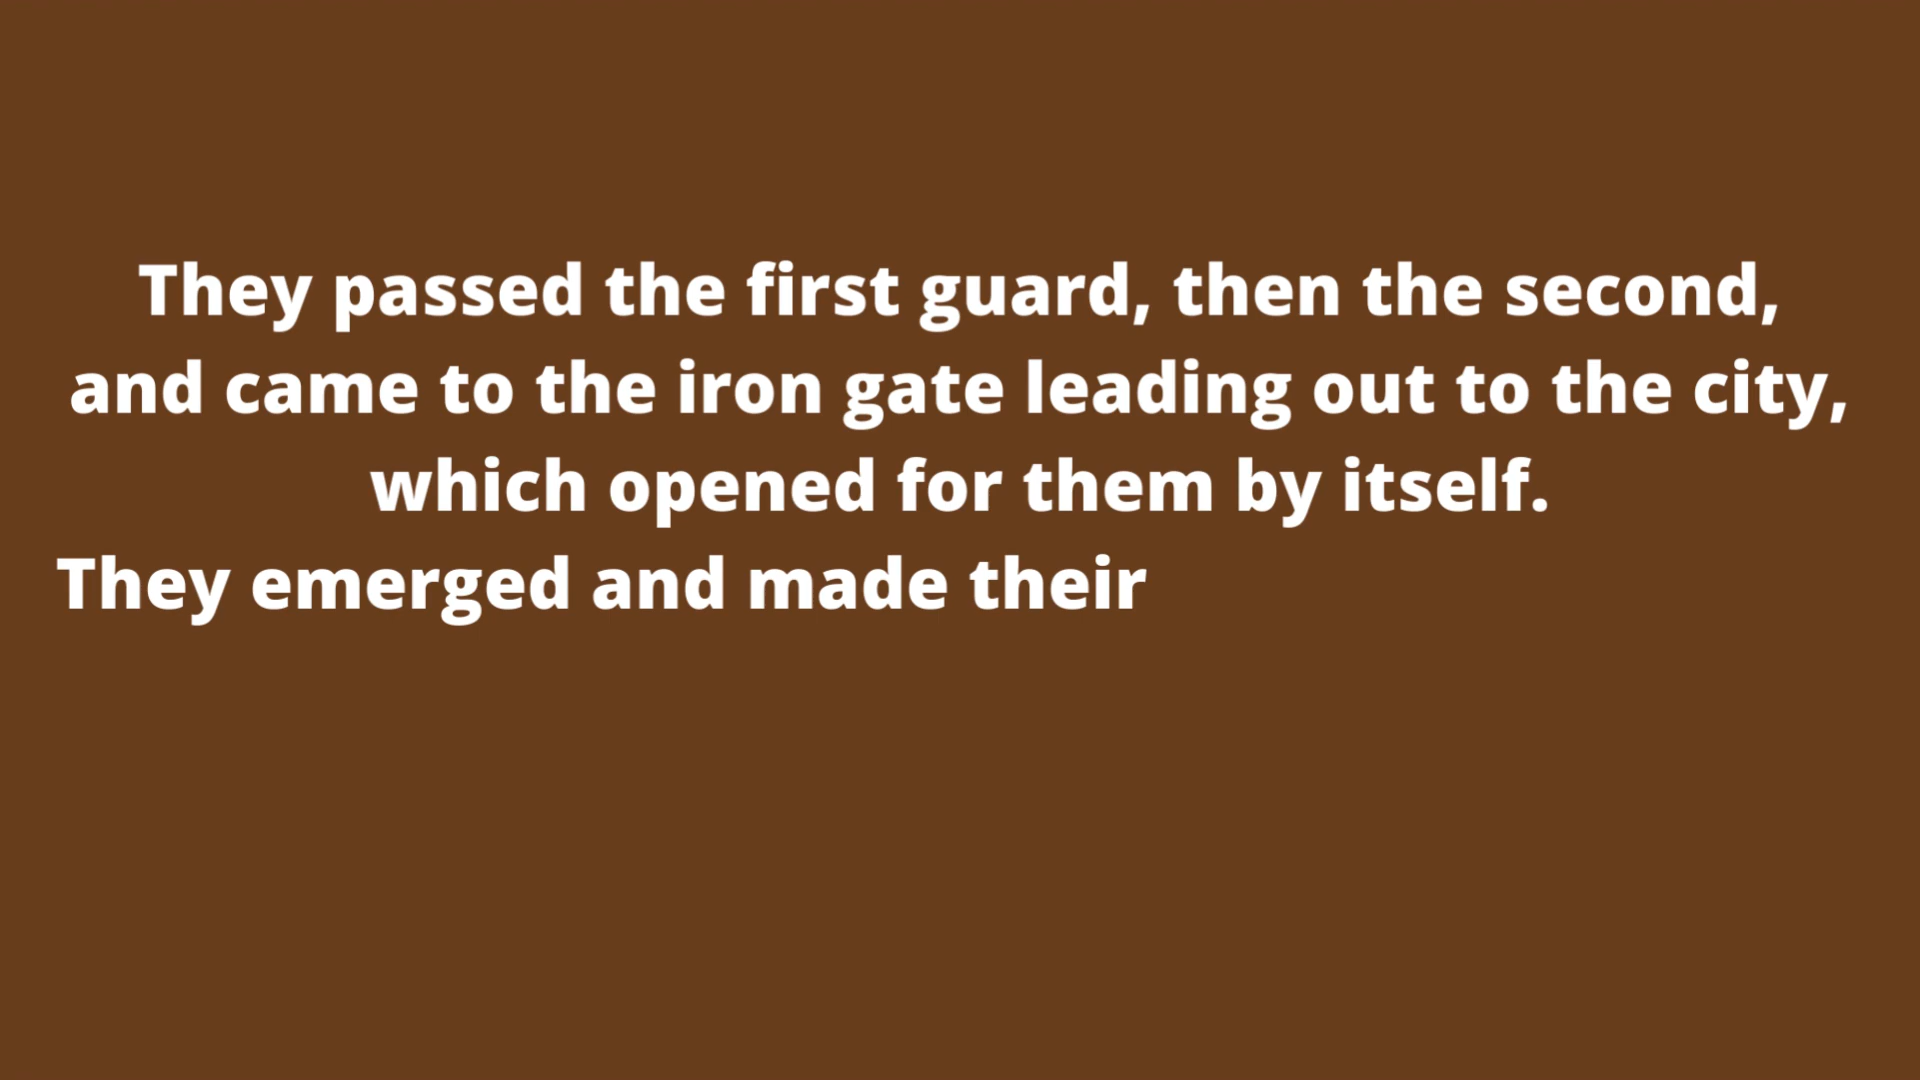 They passed the first guard, then the second,
and came to the iron gate leading out to the city,
which opened for them by itself.
They emerged and made their